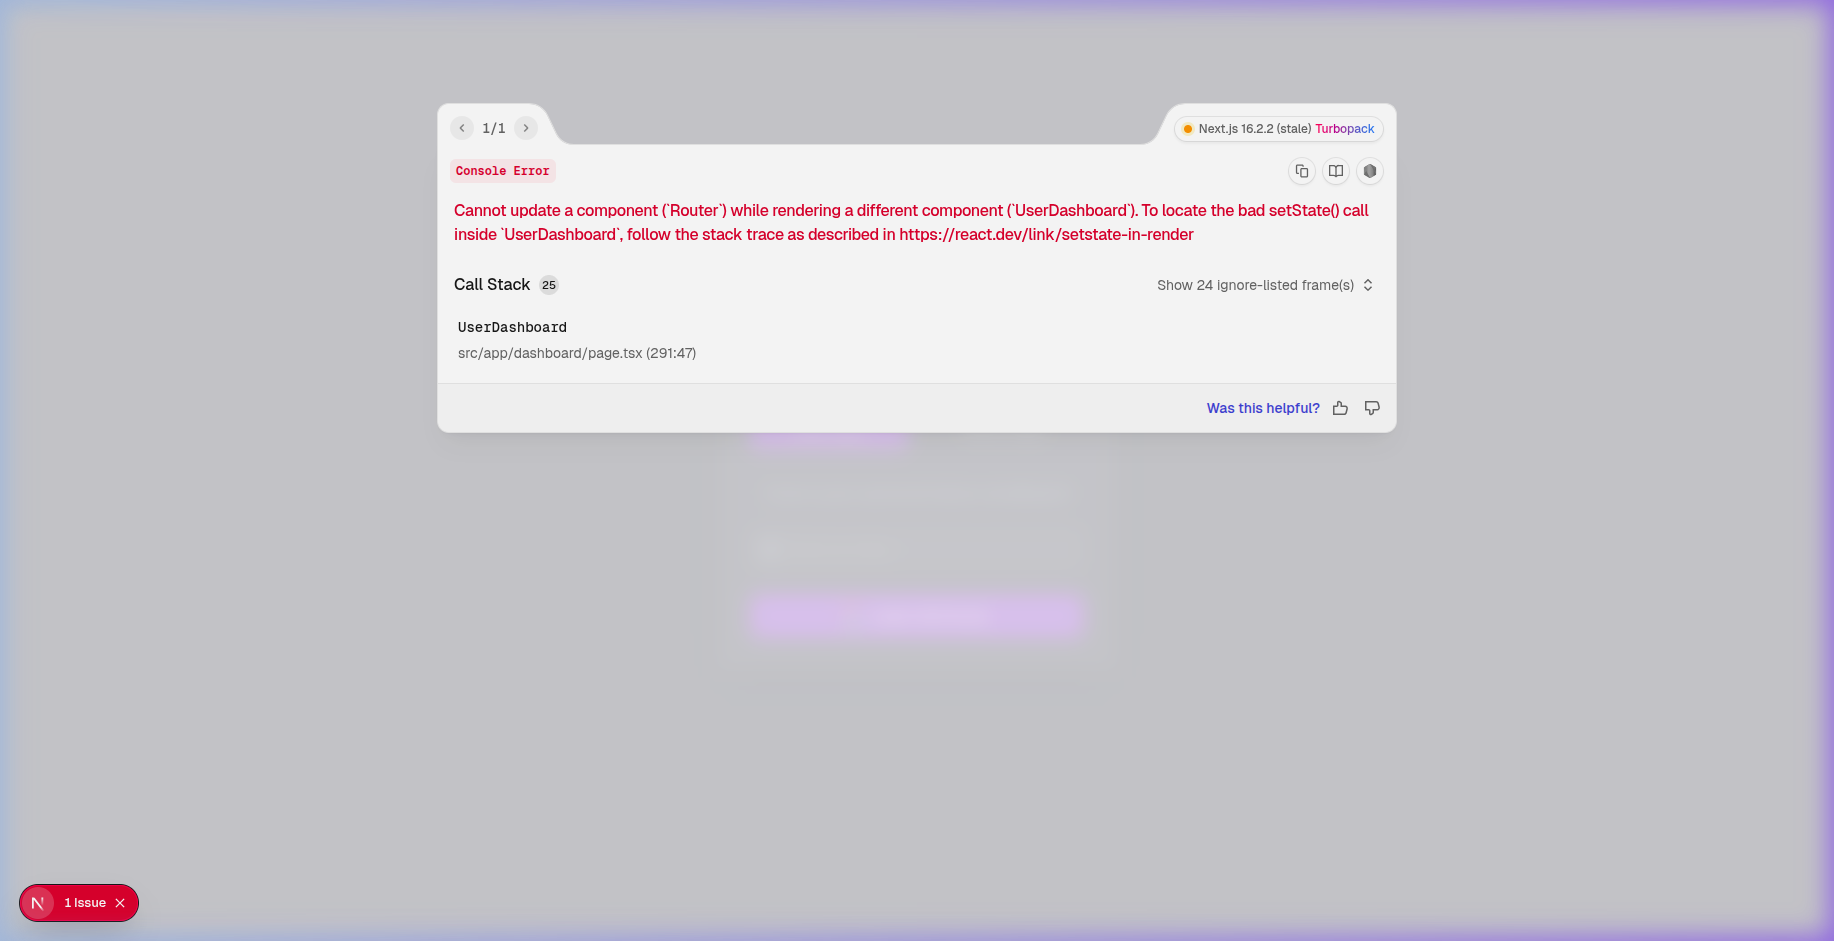 1/1
Next.js 16.2.2 (stale) Turbopack
Console Error
Cannot update a component (`Router`) while rendering a different component (`UserDashboard`). To locate the bad setState() call
inside `UserDashboard`, follow the stack trace as described in https://react.dev/link/setstate-in-render
Call Stack 25
Show 24 ignore-listed frame(s)
UserDashboard
src/app/dashboard/page.tsx (291:47)
Was this helpful?
N 1 Issue